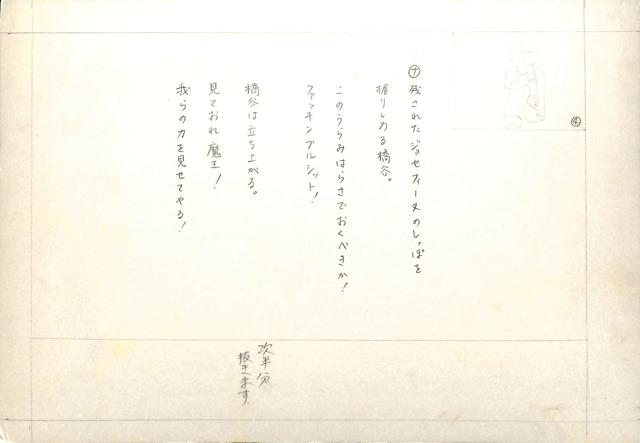 ㋤ 残されたジョセフィーヌのしっぽを
握りしめる橋谷。
このうらみはらさでおくべきか！
ファッキンブルシット！
橋谷は立ち上がる。
見ておれ魔王！
我らの力を見せてやる！
④
次半分
抜きます